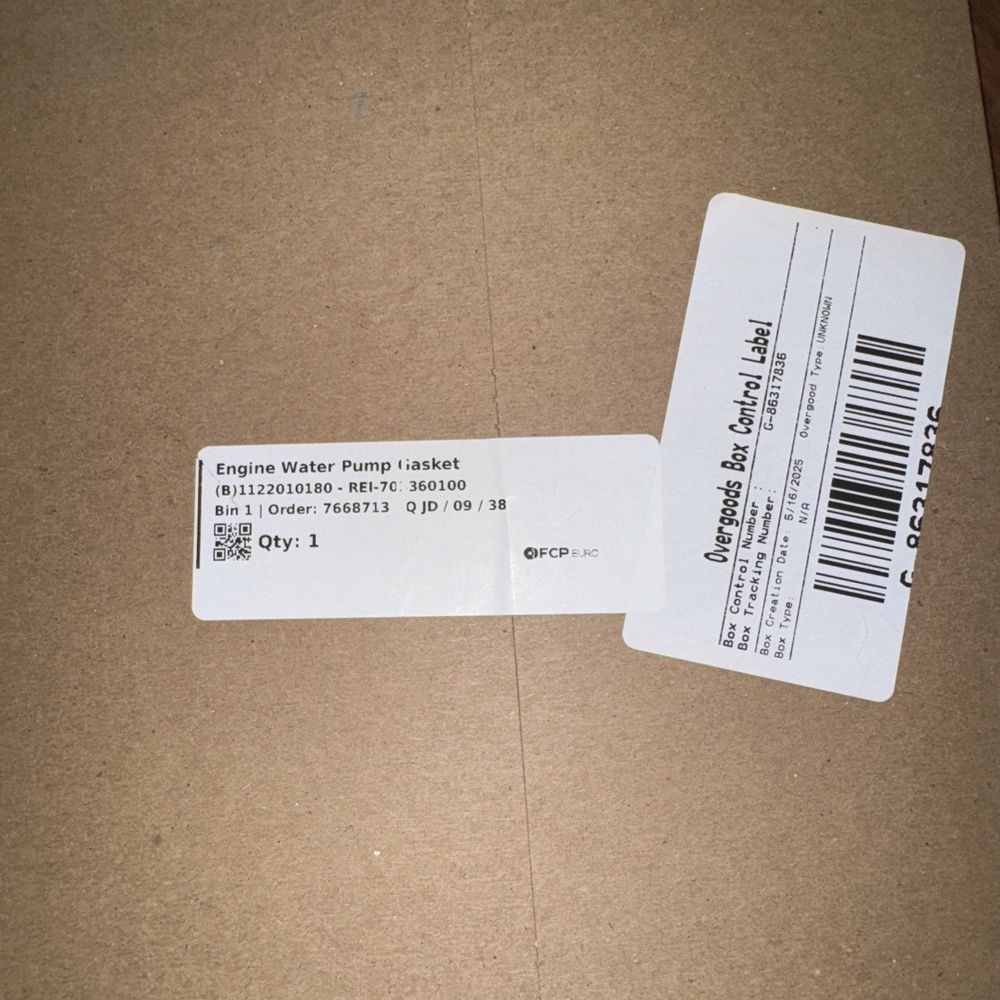 Engine Water Pump Gasket
(B)1122010180 - REI-70: 360100
Bin 1 | Order: 7668713 Q JD / 09 / 38
Qty: 1
FCP EURO
Overgoods Box Control Label
Box Control Number : G-86317836
Box Tracking Number:
Box Creation Date: 5/16/2025 Overgood Type: UNKNOWN
Box Type: N/A
G-86317836